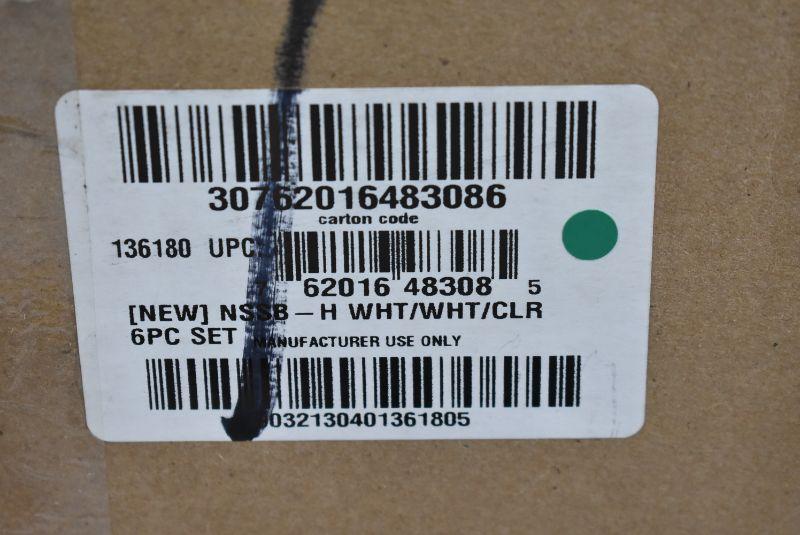 30762016483086
carton code
136180 UPC
7 62016 48308 5
[NEW] NSSB – H WHT/WHT/CLR
6PC SET MANUFACTURER USE ONLY
0032130401361805